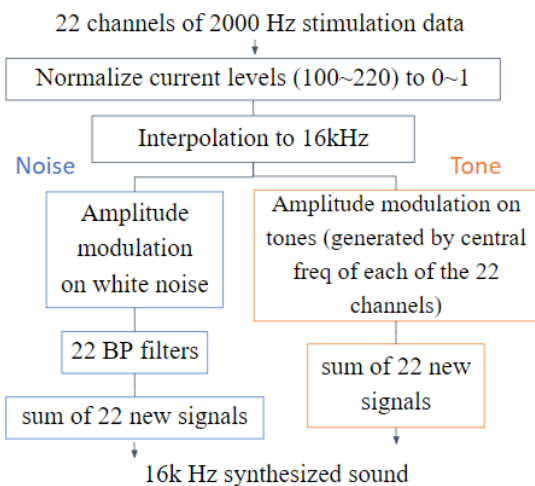 22 channels of 2000 Hz stimulation data
Normalize current levels (100~220) to 0~1
Interpolation to 16kHz
Noise
Tone
Amplitude
modulation
on white noise
22 BP filters
sum of 22 new signals
Amplitude modulation on
tones (generated by central
freq of each of the 22
channels)
sum of 22 new
signals
16k Hz synthesized sound